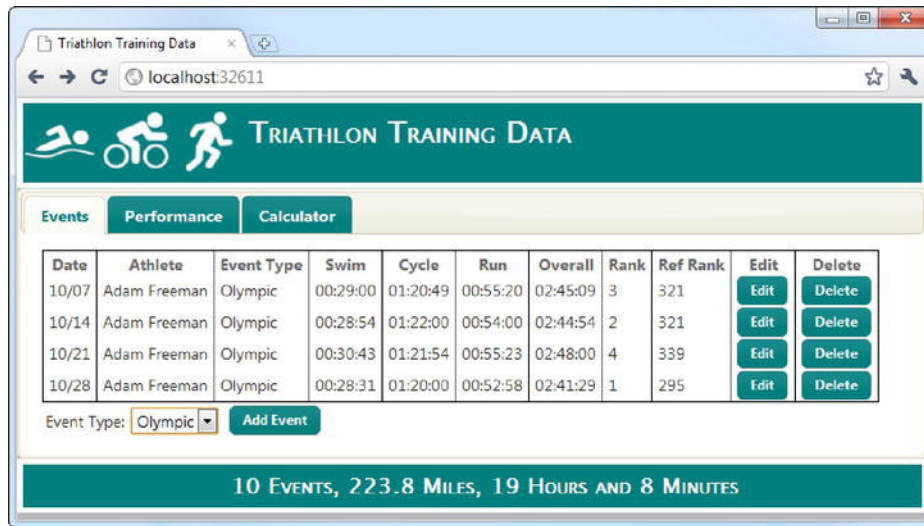 Triathlon Training Data
localhost:32611
TRIATHLON TRAINING DATA
Events Performance Calculator
Date Athlete Event Type Swim Cycle Run Overall Rank Ref Rank Edit Delete
10/07 Adam Freeman Olympic 00:29:00 01:20:49 00:55:20 02:45:09 3 321 Edit Delete
10/14 Adam Freeman Olympic 00:28:54 01:22:00 00:54:00 02:44:54 2 321 Edit Delete
10/21 Adam Freeman Olympic 00:30:43 01:21:54 00:55:23 02:48:00 4 339 Edit Delete
10/28 Adam Freeman Olympic 00:28:31 01:20:00 00:52:58 02:41:29 1 295 Edit Delete
Event Type: Olympic Add Event
10 EVENTS, 223.8 MILES, 19 HOURS AND 8 MINUTES